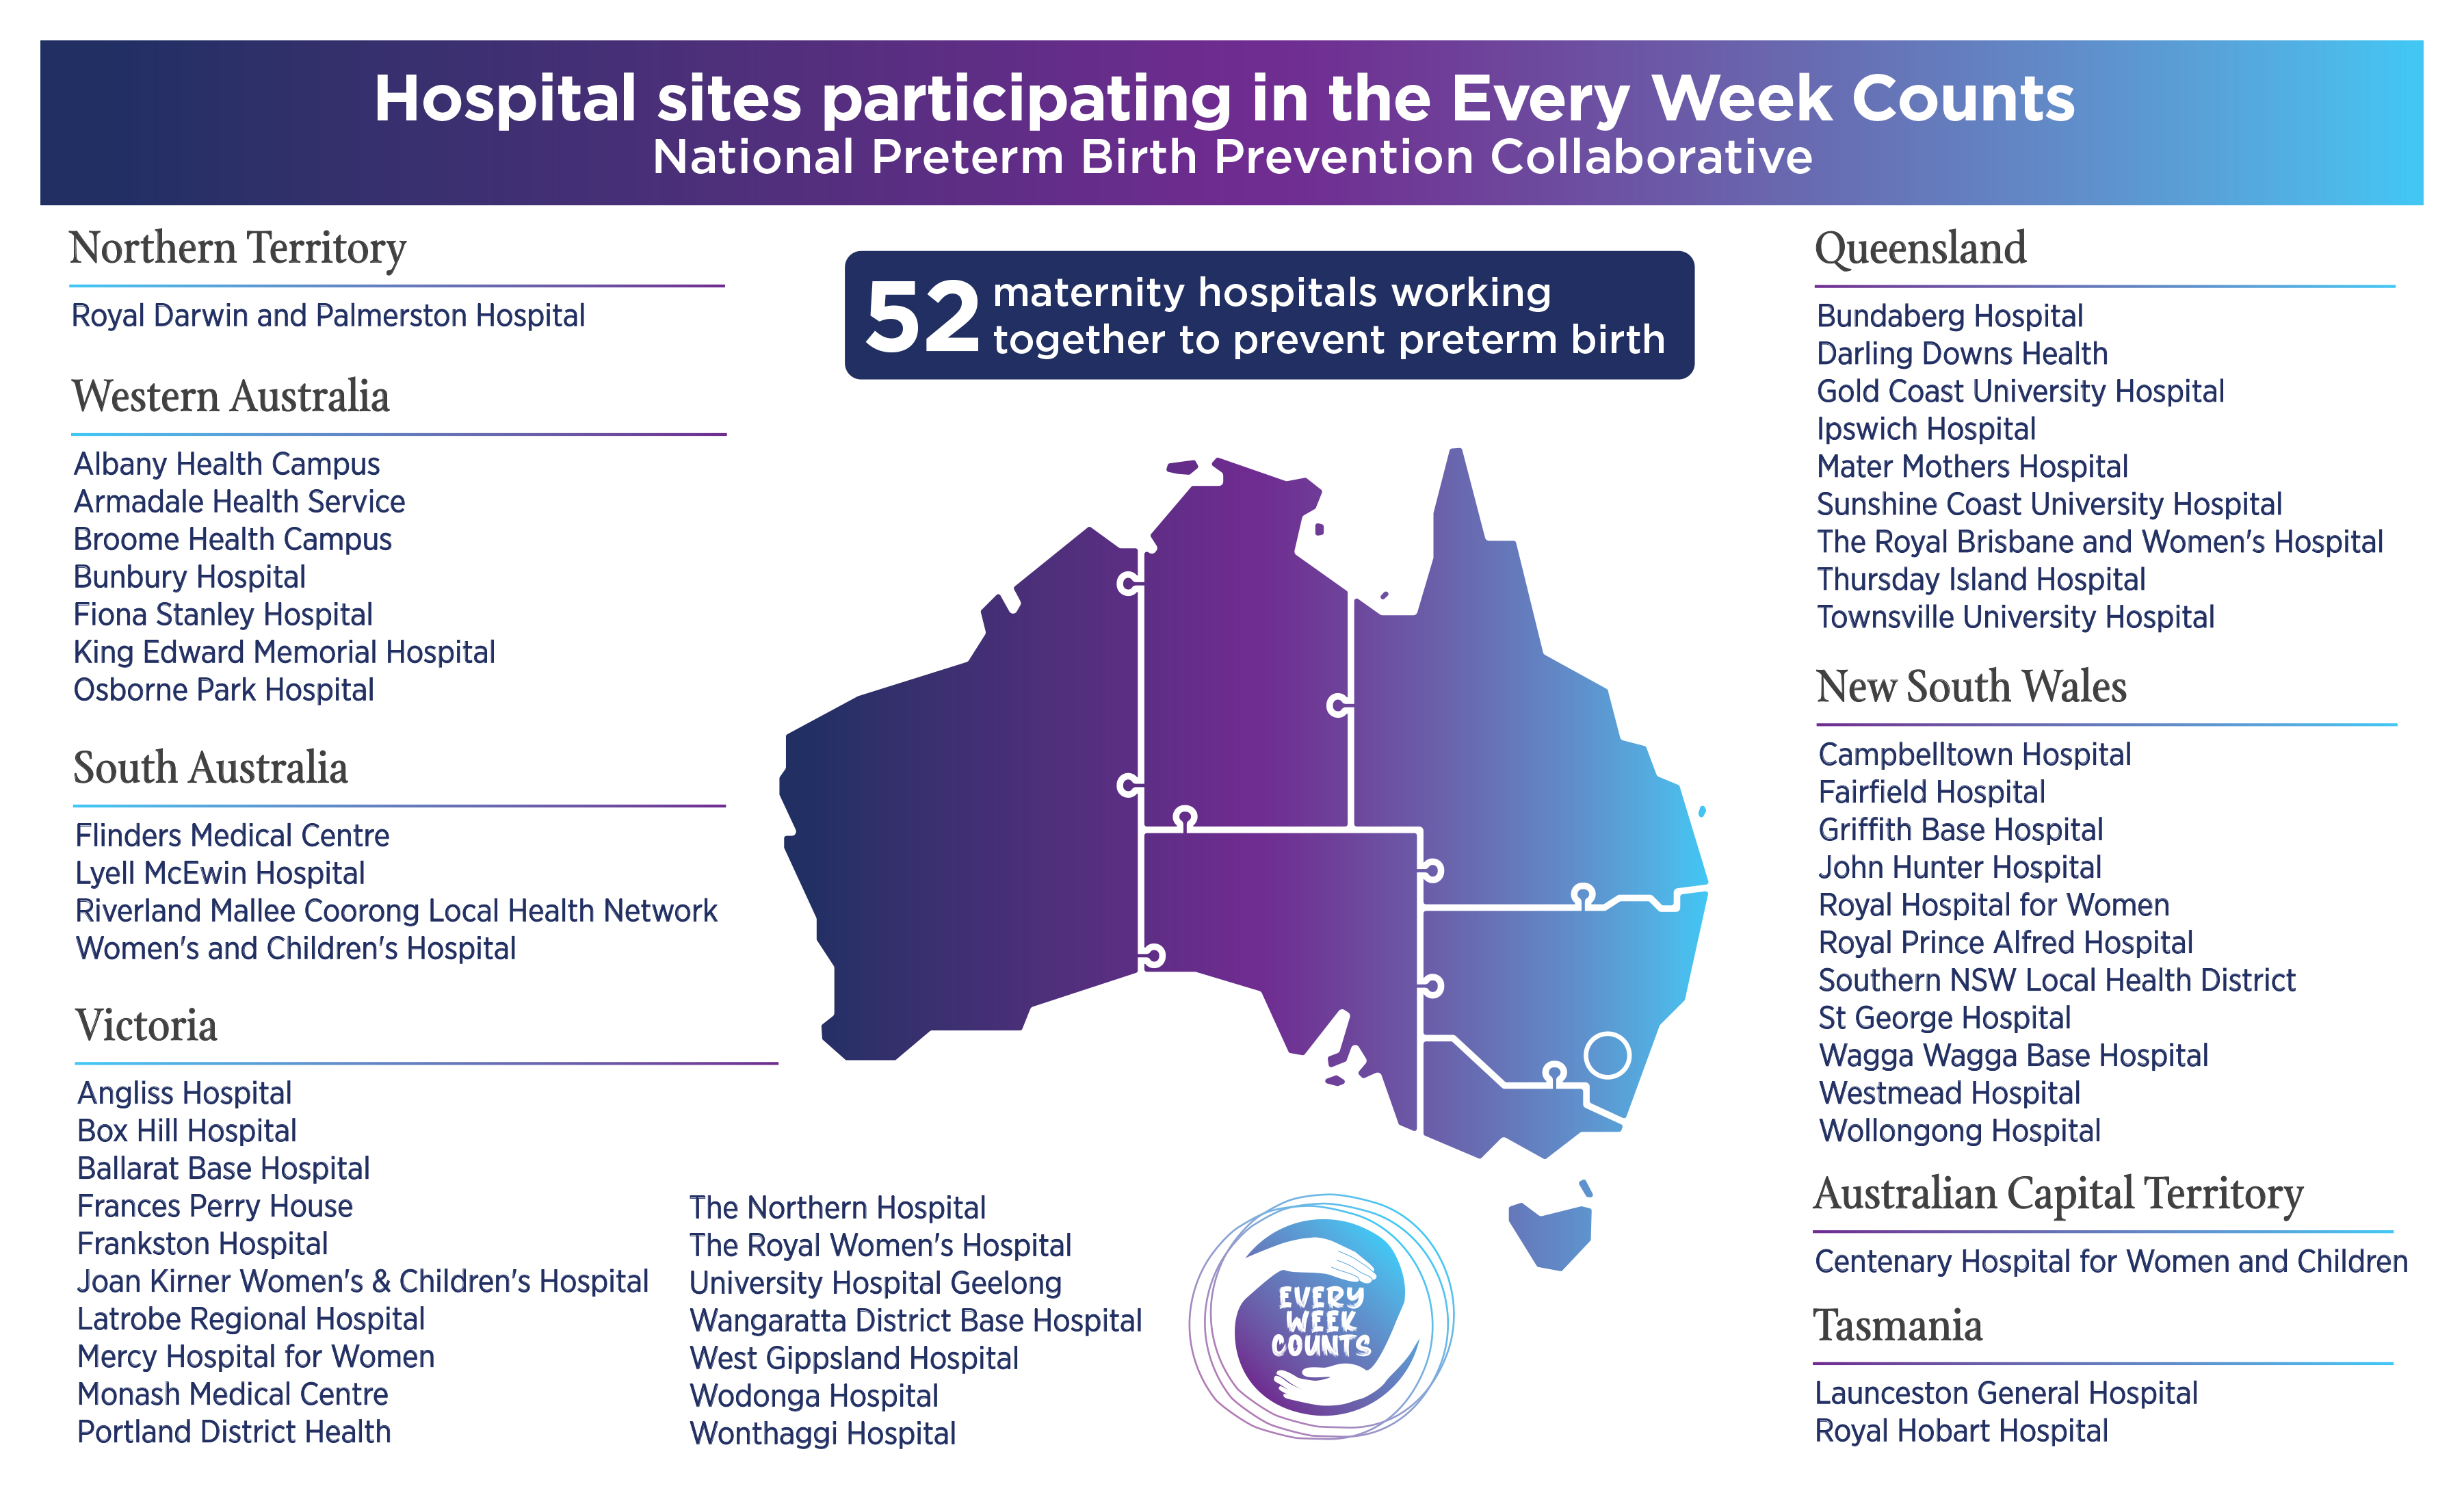 Hospital sites participating in the Every Week Counts
National Preterm Birth Prevention Collaborative
Northern Territory
Royal Darwin and Palmerston Hospital
Western Australia
Albany Health Campus
Armadale Health Service
Broome Health Campus
Bunbury Hospital
Fiona Stanley Hospital
King Edward Memorial Hospital
Osborne Park Hospital
South Australia
Flinders Medical Centre
Lyell McEwin Hospital
Riverland Mallee Coorong Local Health Network
Women's and Children's Hospital
Victoria
Angliss Hospital
Box Hill Hospital
Ballarat Base Hospital
Frances Perry House
Frankston Hospital
Joan Kirner Women's & Children's Hospital
Latrobe Regional Hospital
Mercy Hospital for Women
Monash Medical Centre
Portland District Health
The Northern Hospital
The Royal Women's Hospital
University Hospital Geelong
Wangaratta District Base Hospital
West Gippsland Hospital
Wodonga Hospital
Wonthaggi Hospital
52 maternity hospitals working
together to prevent preterm birth
EVERY
WEEK
COUNTS
Queensland
Bundaberg Hospital
Darling Downs Health
Gold Coast University Hospital
Ipswich Hospital
Mater Mothers Hospital
Sunshine Coast University Hospital
The Royal Brisbane and Women's Hospital
Thursday Island Hospital
Townsville University Hospital
New South Wales
Campbelltown Hospital
Fairfield Hospital
Griffith Base Hospital
John Hunter Hospital
Royal Hospital for Women
Royal Prince Alfred Hospital
Southern NSW Local Health District
St George Hospital
Wagga Wagga Base Hospital
Westmead Hospital
Wollongong Hospital
Australian Capital Territory
Centenary Hospital for Women and Children
Tasmania
Launceston General Hospital
Royal Hobart Hospital